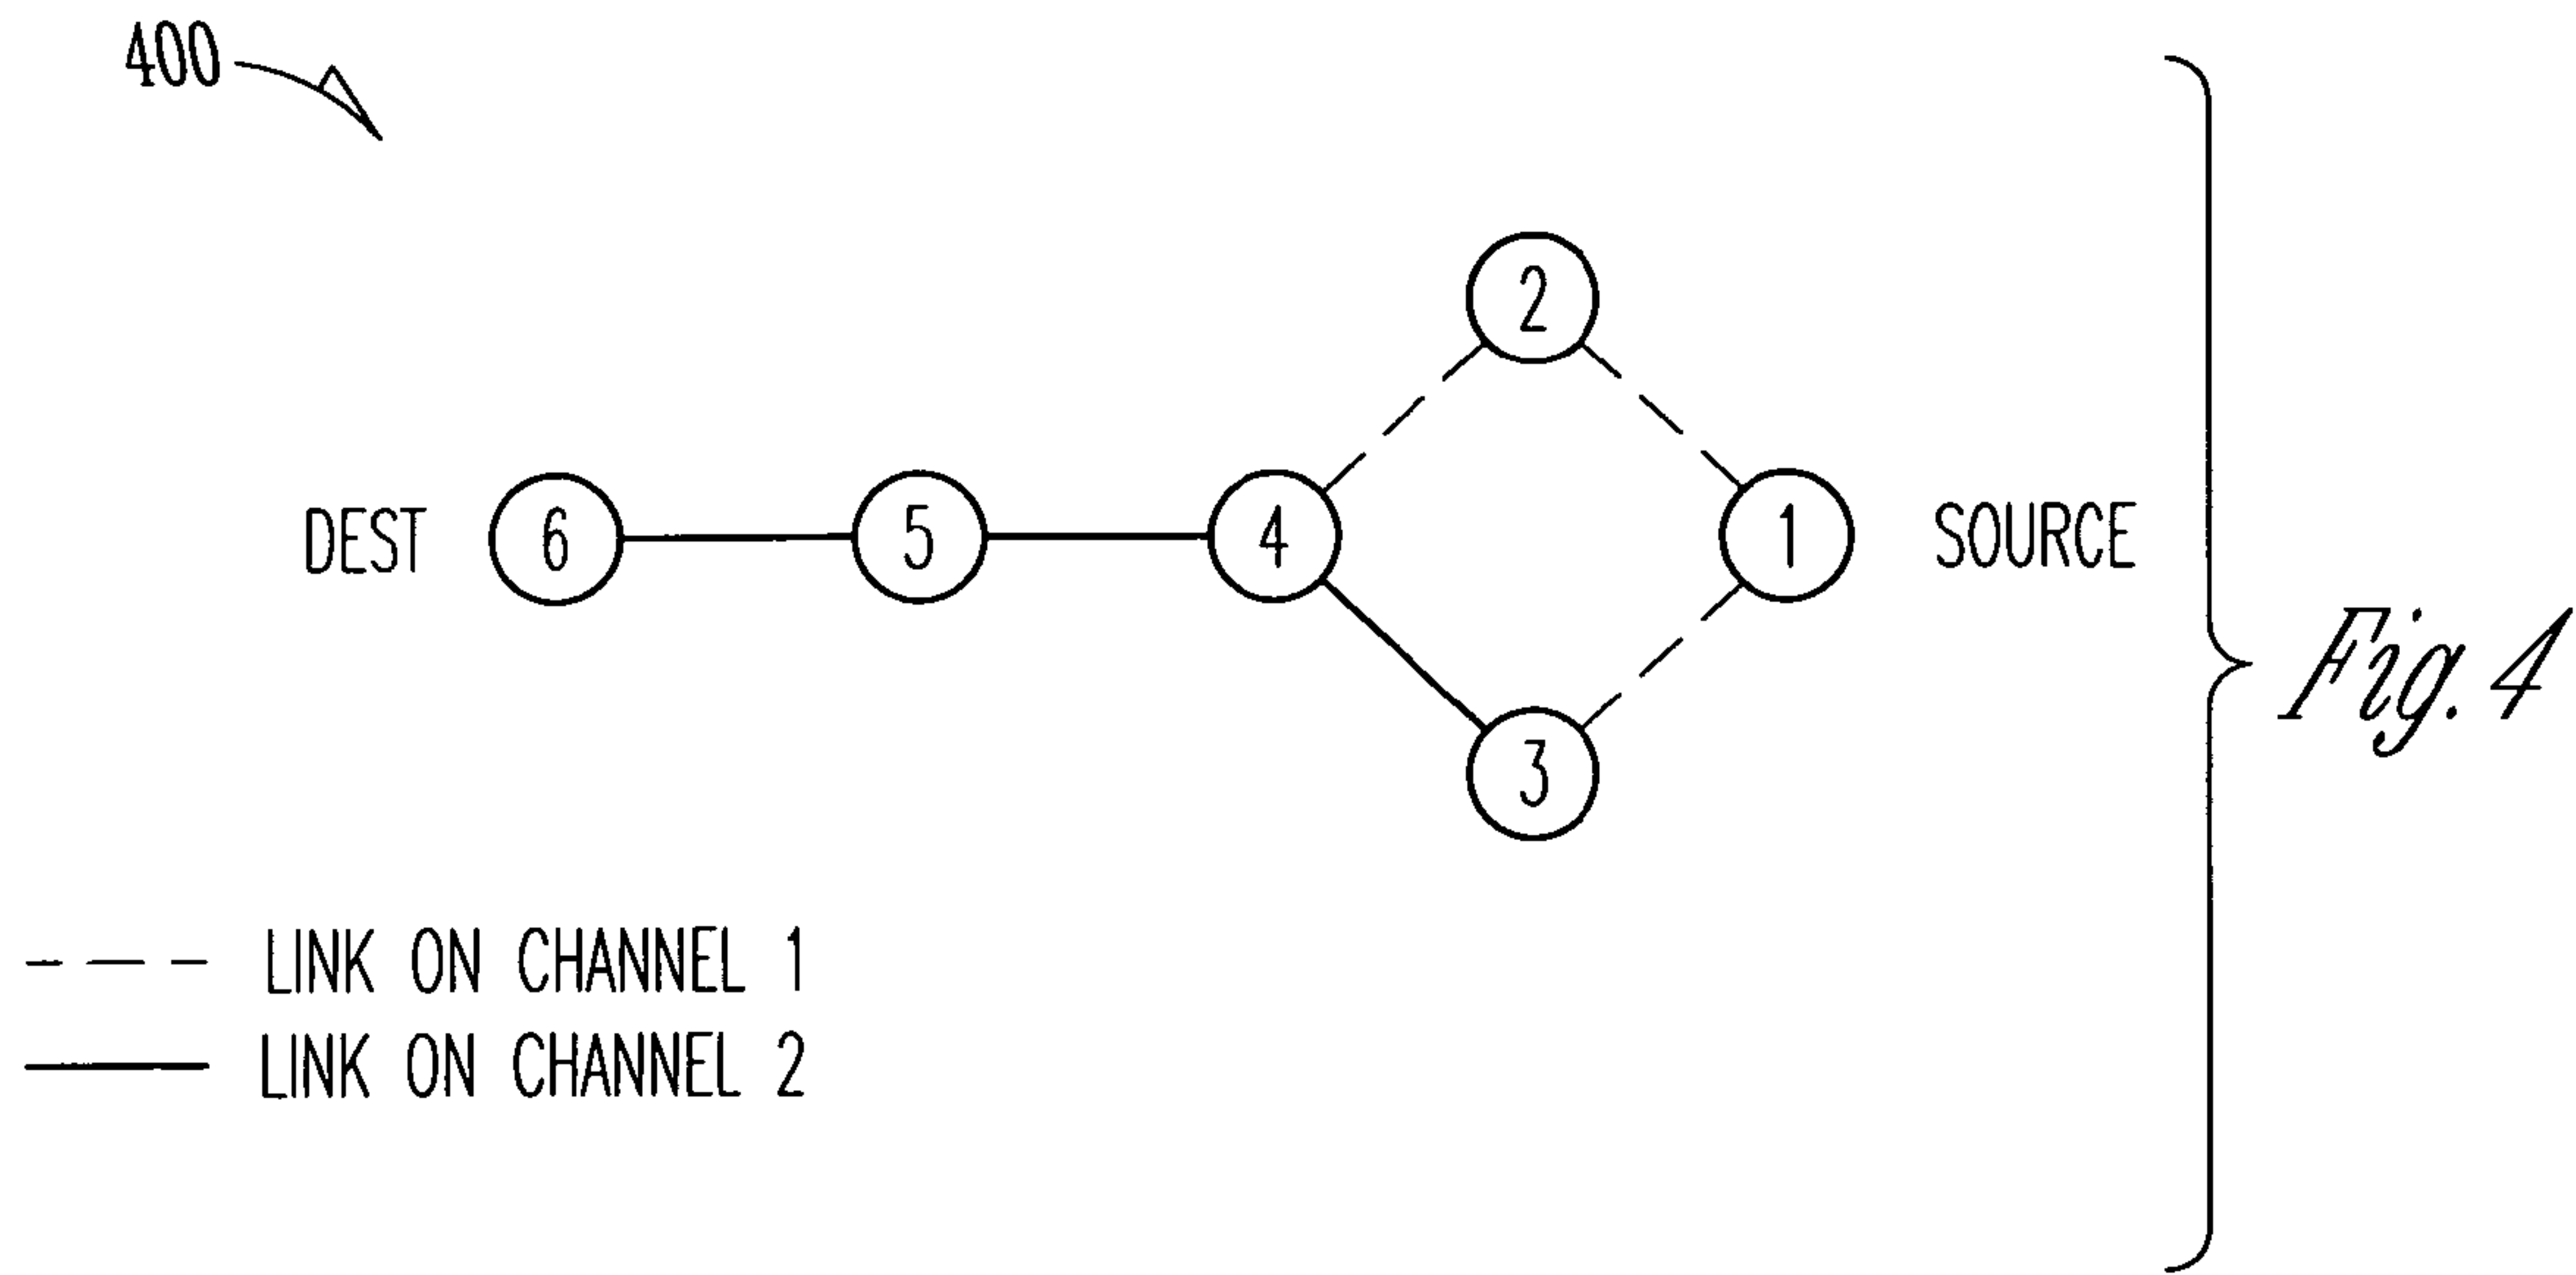 400
2
DEST 6 5 4 1 SOURCE
3
Fig. 4
LINK ON CHANNEL 1
LINK ON CHANNEL 2